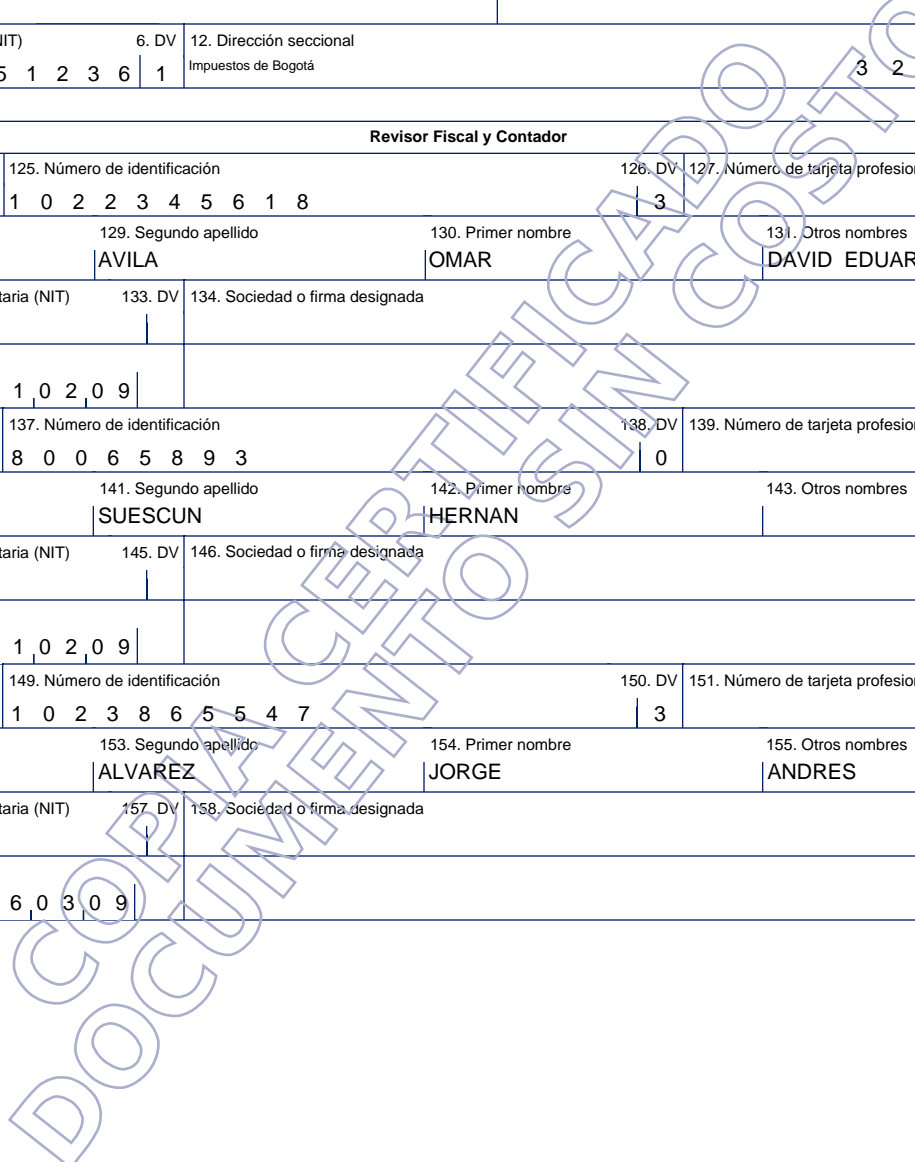 NIT) 6. DV 12. Dirección seccional
5 1 2 3 6 1 Impuestos de Bogotá 3 2
Revisor Fiscal y Contador
125. Número de identificación 126. DV 127. Número de tarjeta profesion
1 0 2 2 3 4 5 6 1 8 3
129. Segundo apellido 130. Primer nombre 131. Otros nombres
AVILA OMAR DAVID EDUAR
taria (NIT) 133. DV 134. Sociedad o firma designada
1 0 2 0 9
137. Número de identificación 138. DV 139. Número de tarjeta profesion
8 0 0 6 5 8 9 3 0
141. Segundo apellido 142. Primer nombre 143. Otros nombres
SUESCUN HERNAN
taria (NIT) 145. DV 146. Sociedad o firma designada
1 0 2 0 9
149. Número de identificación 150. DV 151. Número de tarjeta profesion
1 0 2 3 8 6 5 5 4 7 3
153. Segundo apellido 154. Primer nombre 155. Otros nombres
ALVAREZ JORGE ANDRES
taria (NIT) 157. DV 158. Sociedad o firma designada
6 0 3 0 9
COPIA CERTIFICADO
DOCUMENTO SIN COSTO